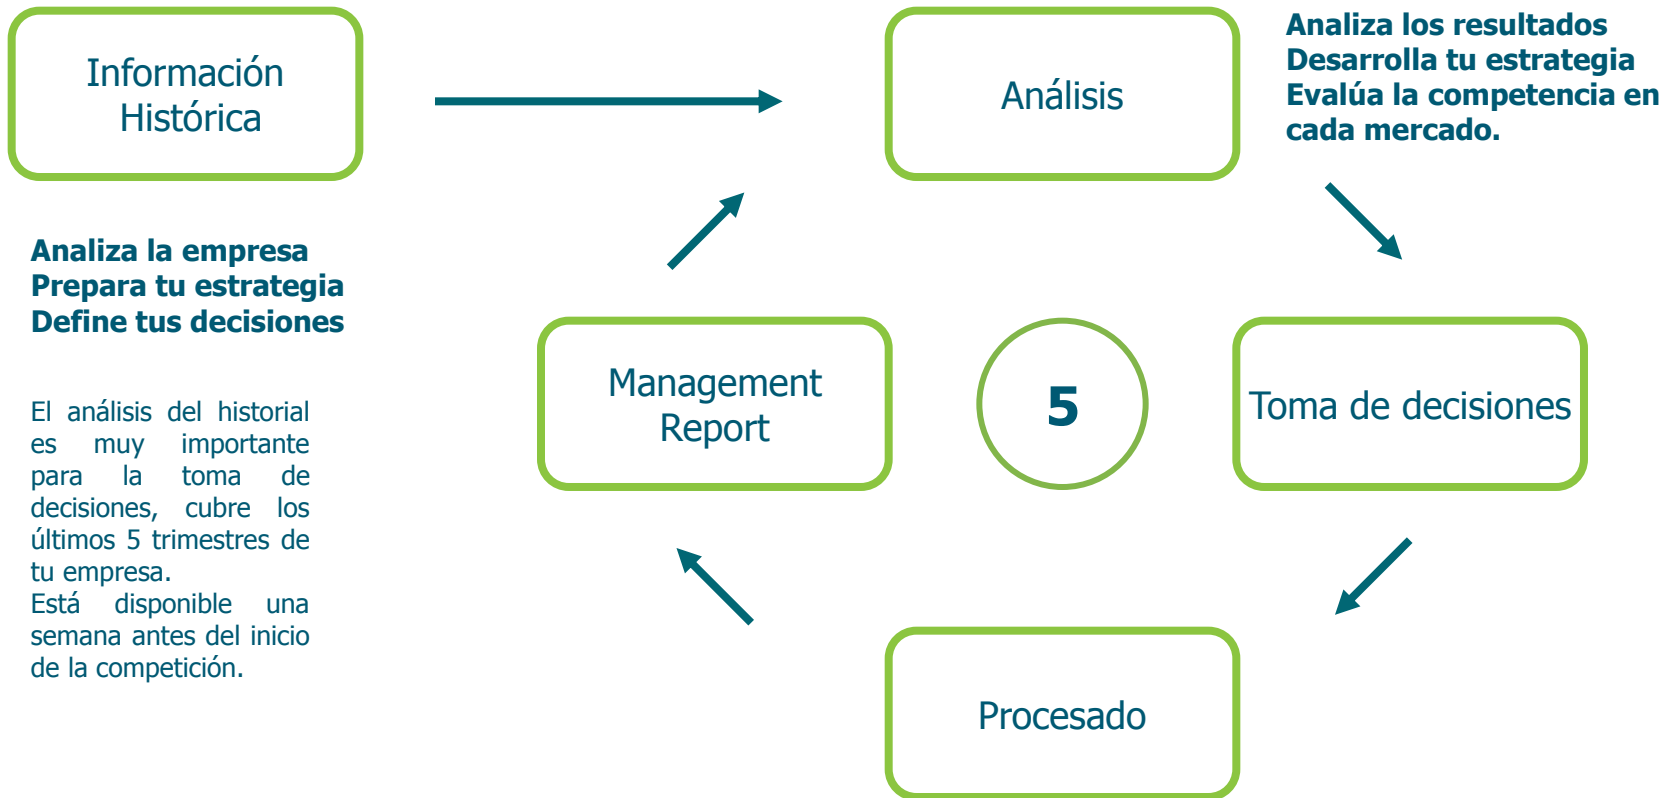 Información
Histórica
Análisis
Analiza los resultados
Desarrolla tu estrategia
Evalúa la competencia en
cada mercado.
Analiza la empresa
Prepara tu estrategia
Define tus decisiones
El análisis del historial
es muy importante
para la toma de
decisiones, cubre los
últimos 5 trimestres de
tu empresa.
Está disponible una
semana antes del inicio
de la competición.
Management
Report
5
Toma de decisiones
Procesado